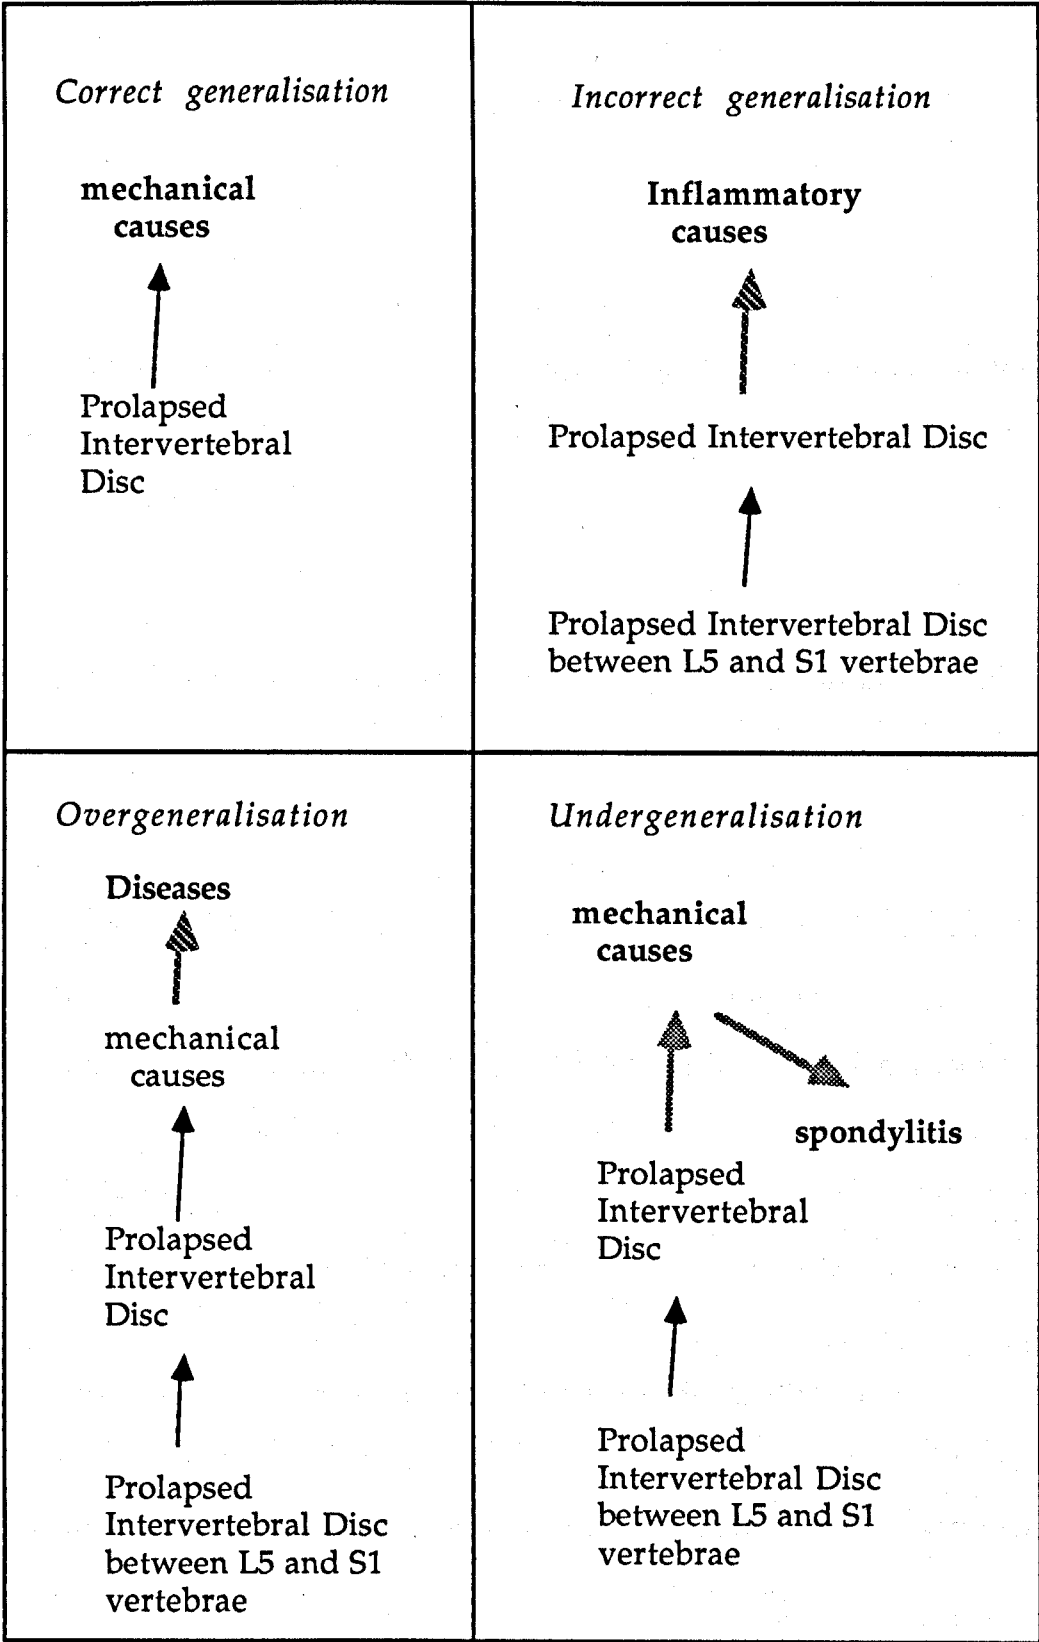 Correct generalisation
mechanical
causes
Prolapsed
Intervertebral
Disc
Incorrect generalisation
Inflammatory
causes
Prolapsed Intervertebral Disc
Prolapsed Intervertebral Disc
between L5 and S1 vertebrae
Overgeneralisation
Diseases
mechanical
causes
Prolapsed
Intervertebral
Disc
Prolapsed
Intervertebral Disc
between L5 and S1
vertebrae
Undergeneralisation
mechanical
causes
spondylitis
Prolapsed
Intervertebral
Disc
Prolapsed
Intervertebral Disc
between L5 and S1
vertebrae